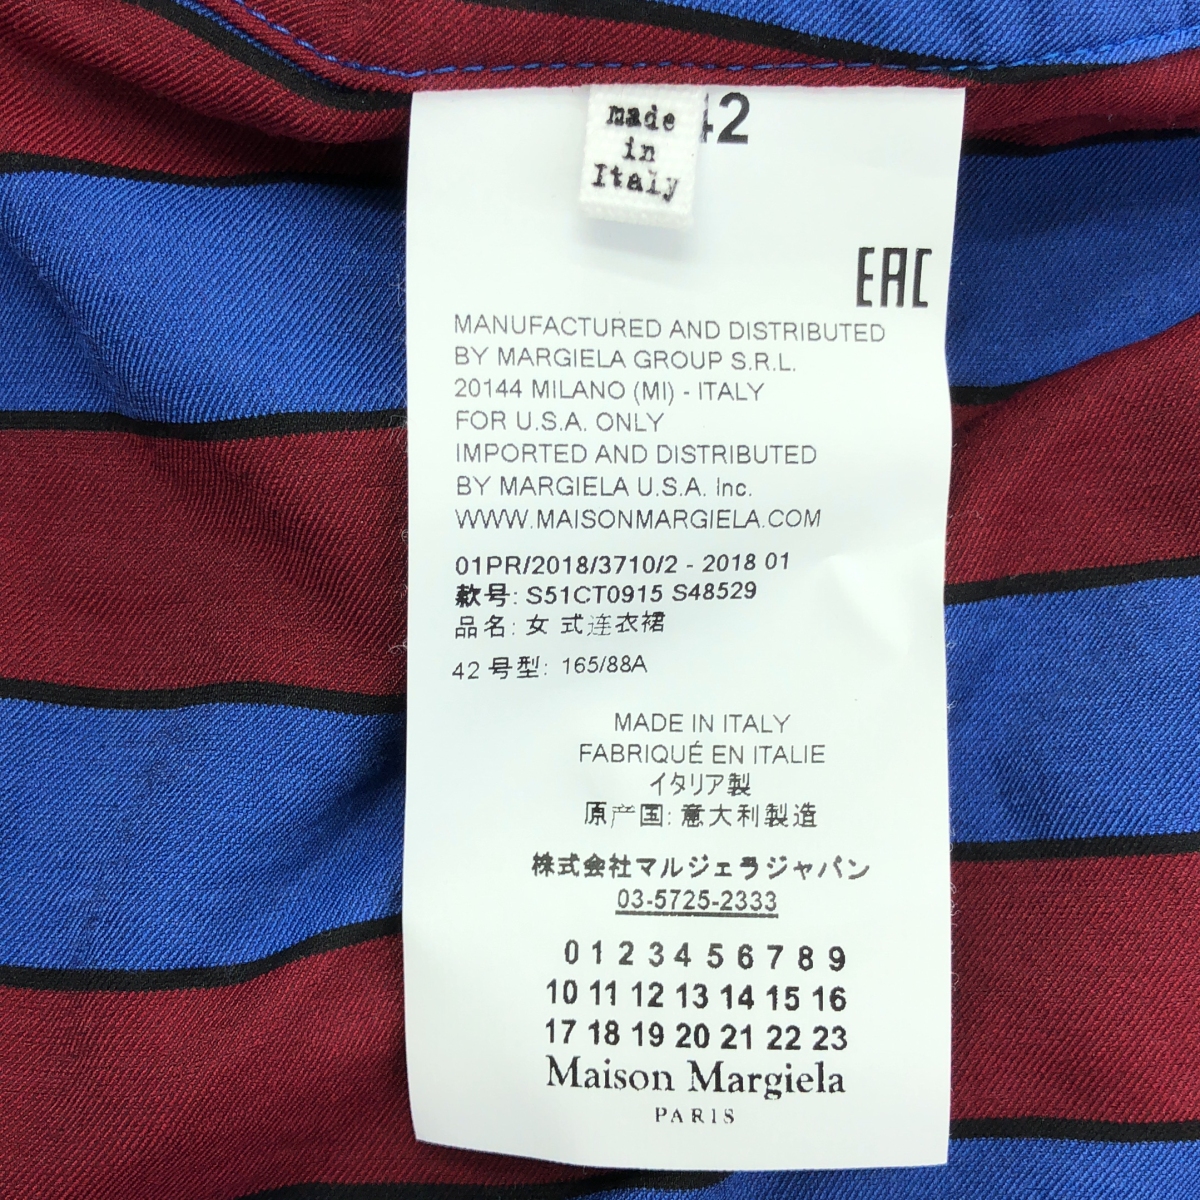 made
in
Italy
42
EAC
MANUFACTURED AND DISTRIBUTED
BY MARGIELA GROUP S.R.L.
20144 MILANO (MI) - ITALY
FOR U.S.A. ONLY
IMPORTED AND DISTRIBUTED
BY MARGIELA U.S.A. Inc.
WWW.MAISONMARGIELA.COM
01PR/2018/3710/2 - 2018 01
款号: S51CT0915 S48529
品名: 女 式连衣裙
42 号型: 165/88A
MADE IN ITALY
FABRIQUÉ EN ITALIE
イタリア製
原产国: 意大利製造
株式会社マルジェラジャパン
03-5725-2333
0 1 2 3 4 5 6 7 8 9
10 11 12 13 14 15 16
17 18 19 20 21 22 23
Maison Margiela
PARIS